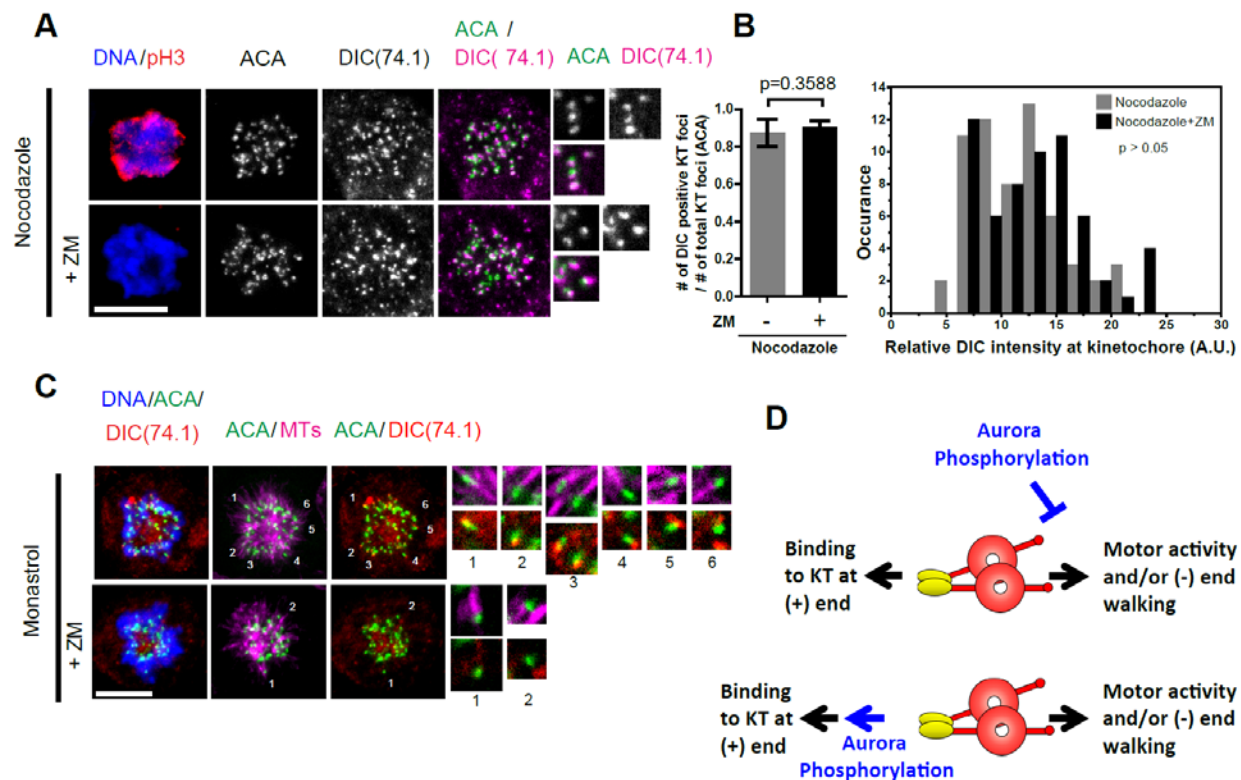 A
DNA/pH3
ACA
DIC(74.1)
ACA /
DIC( 74.1)
ACA DIC(74.1)
Nocodazole
+ ZM
B
p=0.3588
# of DIC positive KT foci
/ # of total KT foci (ACA)
1.0
0.8
0.6
0.4
0.2
0.0
ZM - +
Nocodazole
Occurance
14
12
10
8
6
4
2
0
0 5 10 15 20 25 30
Relative DIC intensity at kinetochore (A.U.)
Nocodazole
Nocodazole+ZM
p > 0.05
C
DNA/ACA/
DIC(74.1)
ACA/MTs
ACA/DIC(74.1)
Monastrol
+ ZM
1 6
5
2 3 4
1 6
5
2 3 4
1 2 3 4 5 6
2
1
2
1
1 2
D
Aurora
Phosphorylation
Binding
to KT at
(+) end
Motor activity
and/or (-) end
walking
Binding
to KT at
(+) end
Aurora
Phosphorylation
Motor activity
and/or (-) end
walking